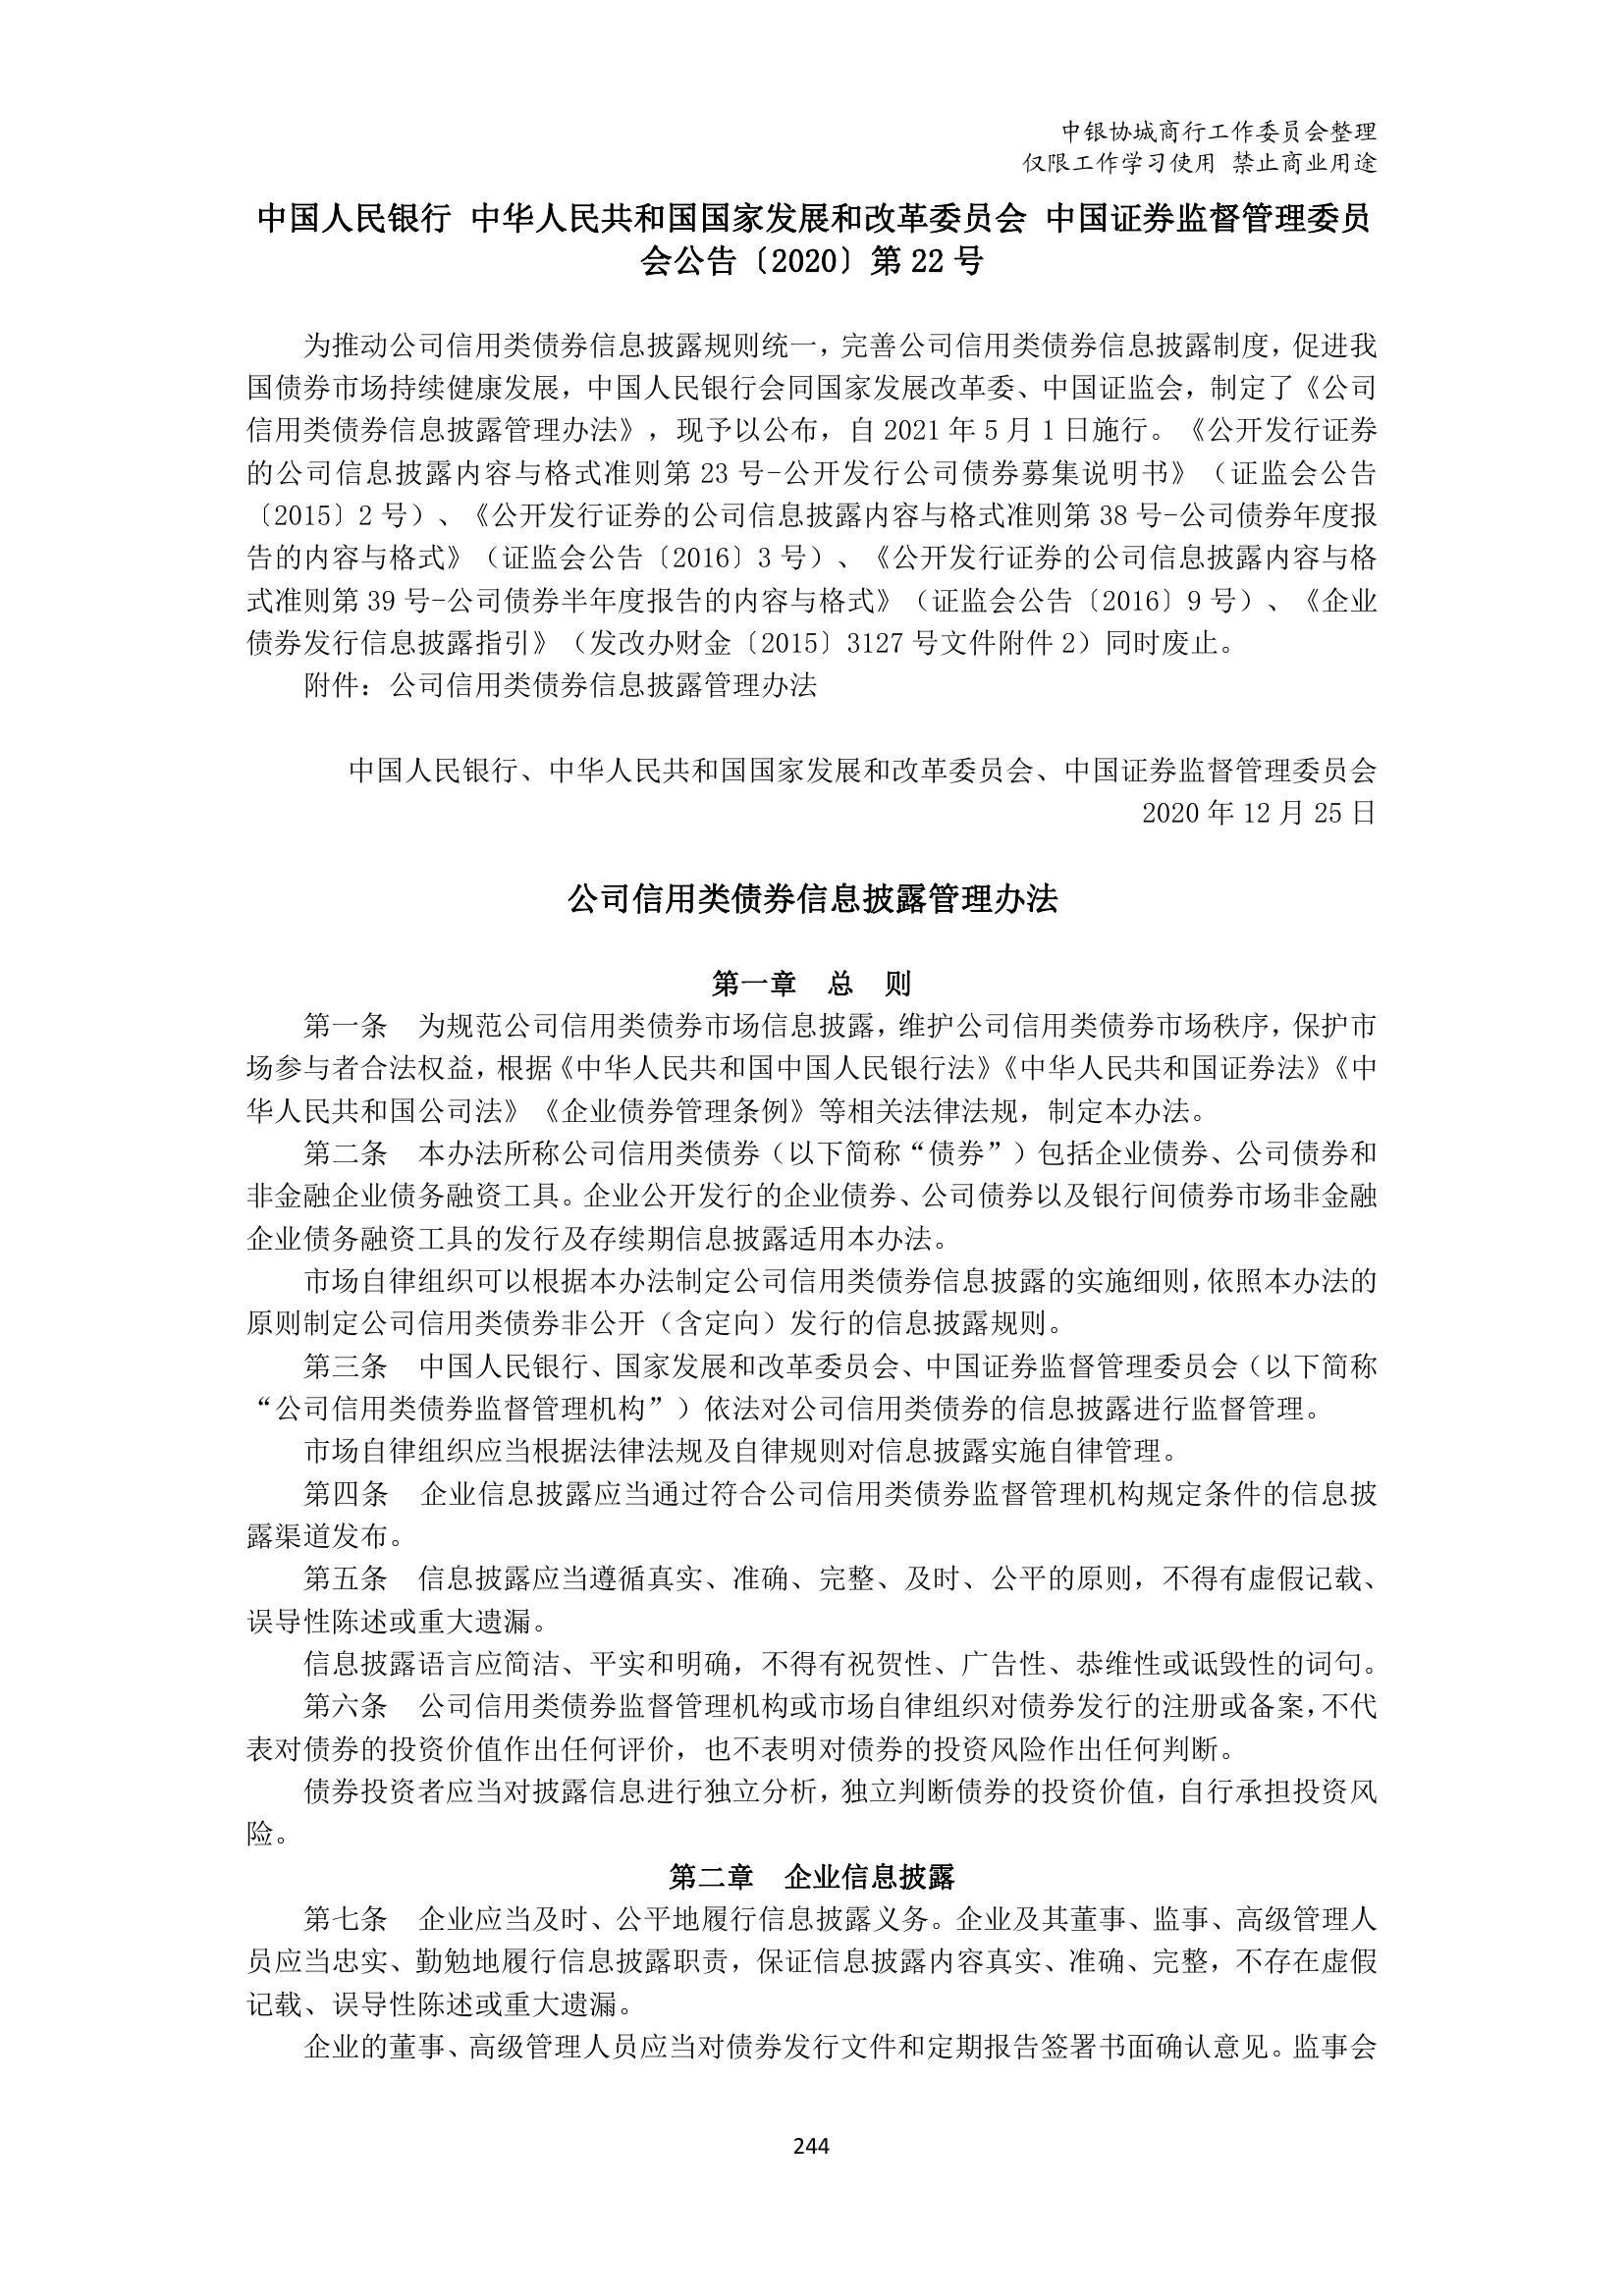 中银协城商行工作委员会整理
仅限工作学习使用 禁止商业用途
中国人民银行 中华人民共和国国家发展和改革委员会 中国证券监督管理委员
会公告〔2020〕第 22 号
为推动公司信用类债券信息披露规则统一，完善公司信用类债券信息披露制度，促进我
国债券市场持续健康发展，中国人民银行会同国家发展改革委、中国证监会，制定了《公司
信用类债券信息披露管理办法》，现予以公布，自 2021 年 5 月 1 日施行。《公开发行证券
的公司信息披露内容与格式准则第 23 号-公开发行公司债券募集说明书》（证监会公告
〔2015〕2 号）、《公开发行证券的公司信息披露内容与格式准则第 38 号-公司债券年度报
告的内容与格式》（证监会公告〔2016〕3 号）、《公开发行证券的公司信息披露内容与格
式准则第 39 号-公司债券半年度报告的内容与格式》（证监会公告〔2016〕9 号）、《企业
债券发行信息披露指引》（发改办财金〔2015〕3127 号文件附件 2）同时废止。
附件：公司信用类债券信息披露管理办法
中国人民银行、中华人民共和国国家发展和改革委员会、中国证券监督管理委员会
2020 年 12 月 25 日
公司信用类债券信息披露管理办法
第一章　总　则
第一条　为规范公司信用类债券市场信息披露，维护公司信用类债券市场秩序，保护市
场参与者合法权益，根据《中华人民共和国中国人民银行法》《中华人民共和国证券法》《中
华人民共和国公司法》《企业债券管理条例》等相关法律法规，制定本办法。
第二条　本办法所称公司信用类债券（以下简称“债券”）包括企业债券、公司债券和
非金融企业债务融资工具。企业公开发行的企业债券、公司债券以及银行间债券市场非金融
企业债务融资工具的发行及存续期信息披露适用本办法。
市场自律组织可以根据本办法制定公司信用类债券信息披露的实施细则，依照本办法的
原则制定公司信用类债券非公开（含定向）发行的信息披露规则。
第三条　中国人民银行、国家发展和改革委员会、中国证券监督管理委员会（以下简称
“公司信用类债券监督管理机构”）依法对公司信用类债券的信息披露进行监督管理。
市场自律组织应当根据法律法规及自律规则对信息披露实施自律管理。
第四条　企业信息披露应当通过符合公司信用类债券监督管理机构规定条件的信息披
露渠道发布。
第五条　信息披露应当遵循真实、准确、完整、及时、公平的原则，不得有虚假记载、
误导性陈述或重大遗漏。
信息披露语言应简洁、平实和明确，不得有祝贺性、广告性、恭维性或诋毁性的词句。
第六条　公司信用类债券监督管理机构或市场自律组织对债券发行的注册或备案，不代
表对债券的投资价值作出任何评价，也不表明对债券的投资风险作出任何判断。
债券投资者应当对披露信息进行独立分析，独立判断债券的投资价值，自行承担投资风
险。
第二章　企业信息披露
第七条　企业应当及时、公平地履行信息披露义务。企业及其董事、监事、高级管理人
员应当忠实、勤勉地履行信息披露职责，保证信息披露内容真实、准确、完整，不存在虚假
记载、误导性陈述或重大遗漏。
企业的董事、高级管理人员应当对债券发行文件和定期报告签署书面确认意见。监事会
244